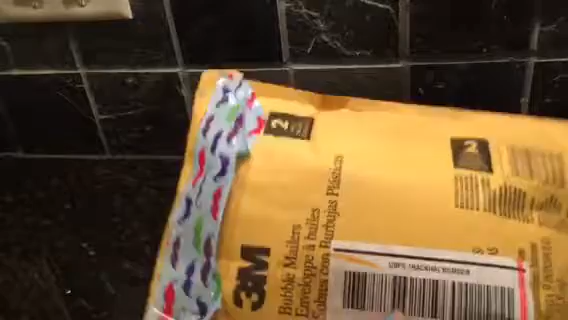 2
2
3M
Bubble Mailers
Enveloppe à bulles
Sobres con Burbujas Plásticas
USPS TRACKING NUMBER